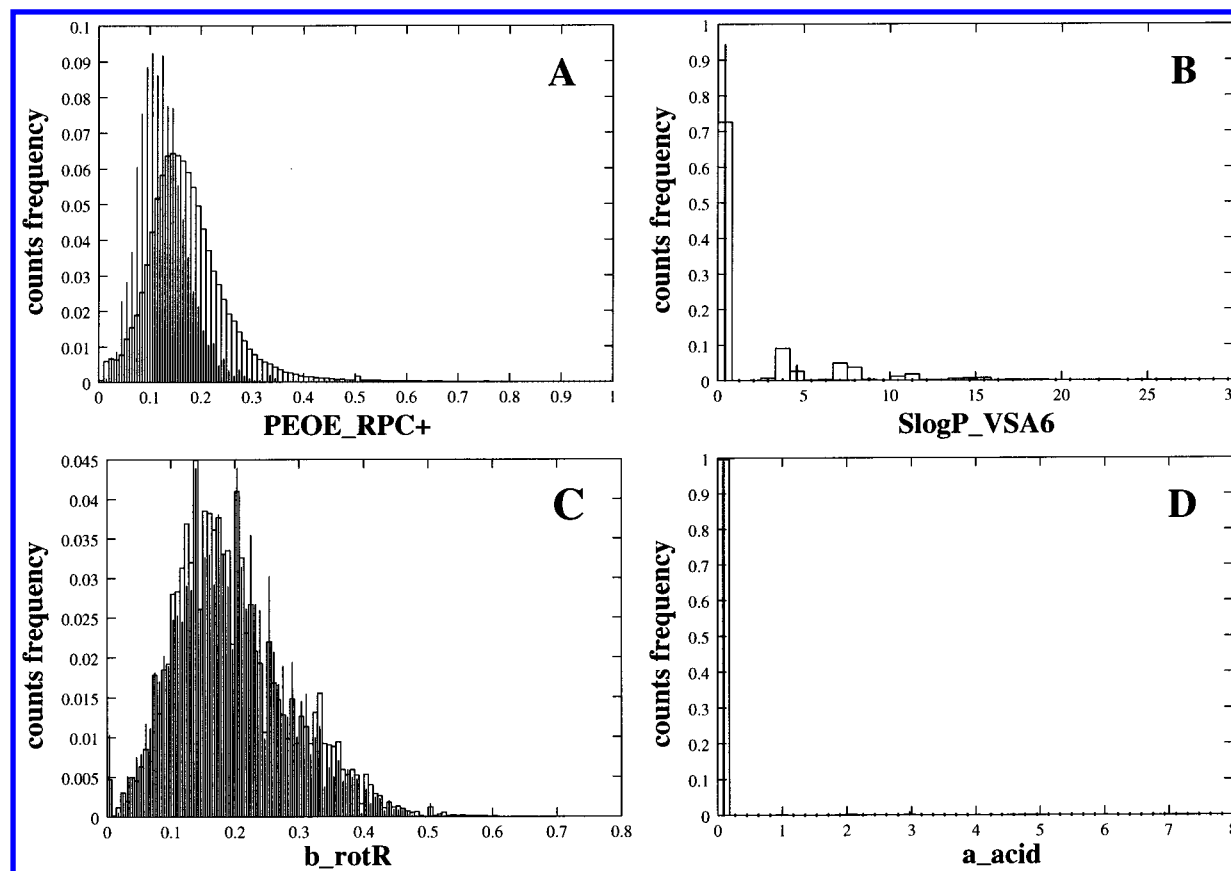 A
counts frequency
0.1
0.09
0.08
0.07
0.06
0.05
0.04
0.03
0.02
0.01
0
0 0.1 0.2 0.3 0.4 0.5 0.6 0.7 0.8 0.9 1
PEOE_RPC+
B
counts frequency
1
0.9
0.8
0.7
0.6
0.5
0.4
0.3
0.2
0.1
0
0 5 10 15 20 25 30
SlogP_VSA6
C
counts frequency
0.045
0.04
0.035
0.03
0.025
0.02
0.015
0.01
0.005
0
0 0.1 0.2 0.3 0.4 0.5 0.6 0.7 0.8
b_rotR
D
counts frequency
1
0.9
0.8
0.7
0.6
0.5
0.4
0.3
0.2
0.1
0
0 1 2 3 4 5 6 7 8
a_acid